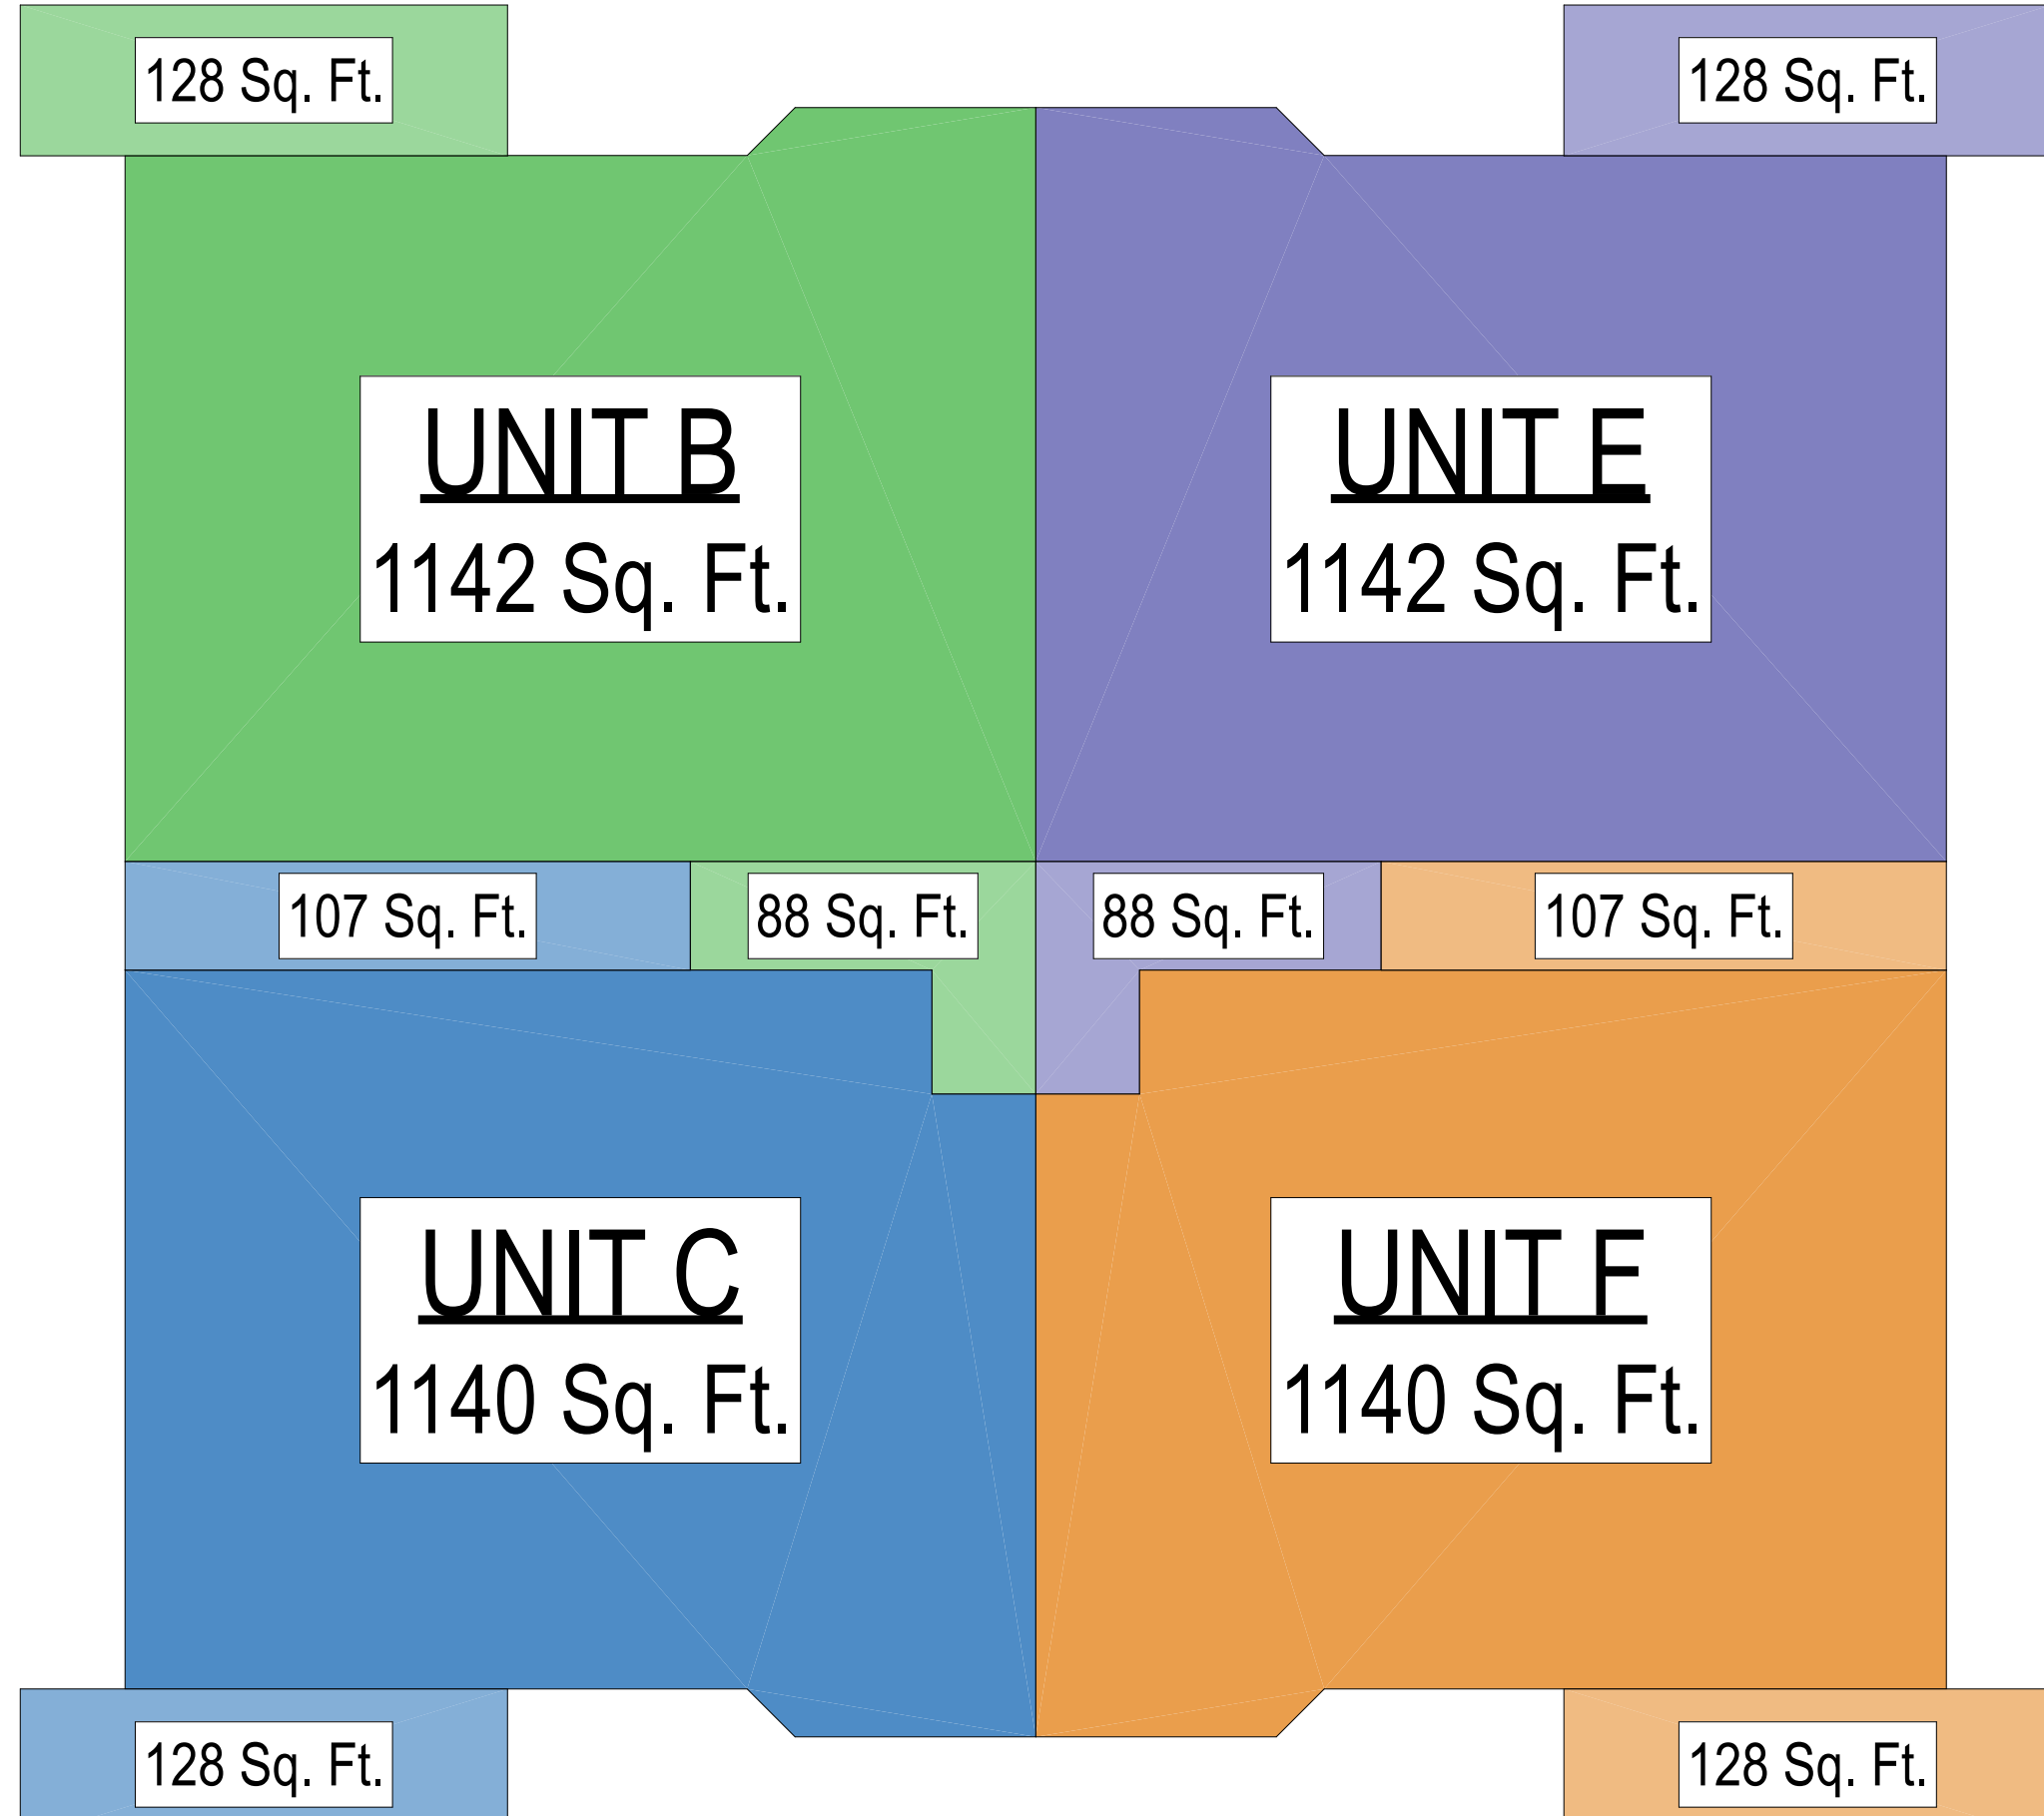 128 Sq. Ft.
128 Sq. Ft.
UNIT B
1142 Sq. Ft.
UNIT E
1142 Sq. Ft.
107 Sq. Ft.
88 Sq. Ft.
88 Sq. Ft.
107 Sq. Ft.
UNIT C
1140 Sq. Ft.
UNIT F
1140 Sq. Ft.
128 Sq. Ft.
128 Sq. Ft.